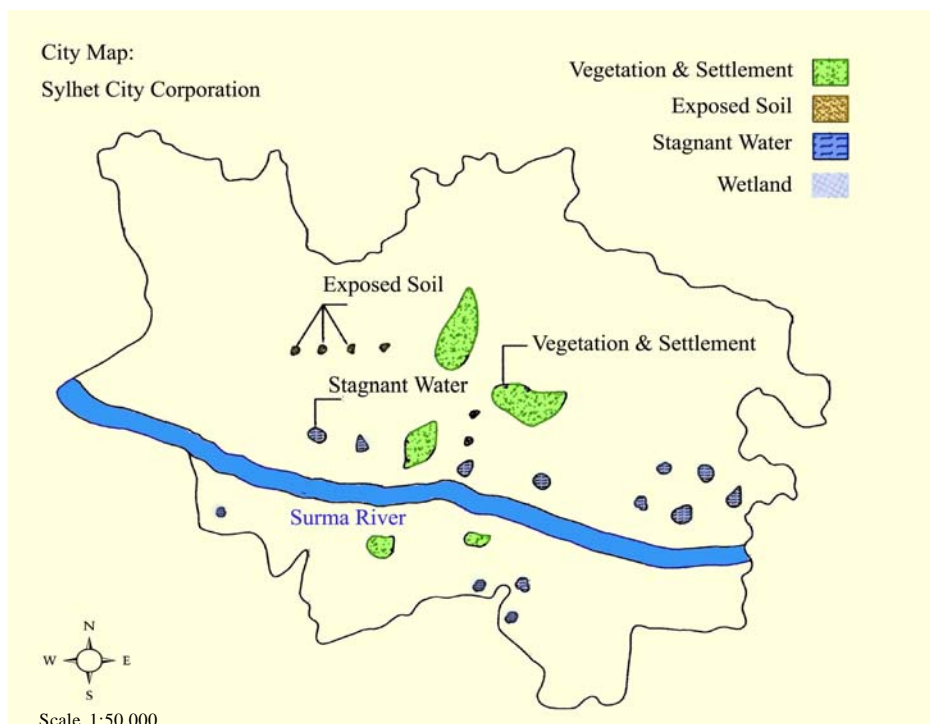 City Map:
Sylhet City Corporation
Vegetation & Settlement
Exposed Soil
Stagnant Water
Wetland
Exposed Soil
Vegetation & Settlement
Stagnant Water
Surma River
N
W E
S
Scale 1:50,000